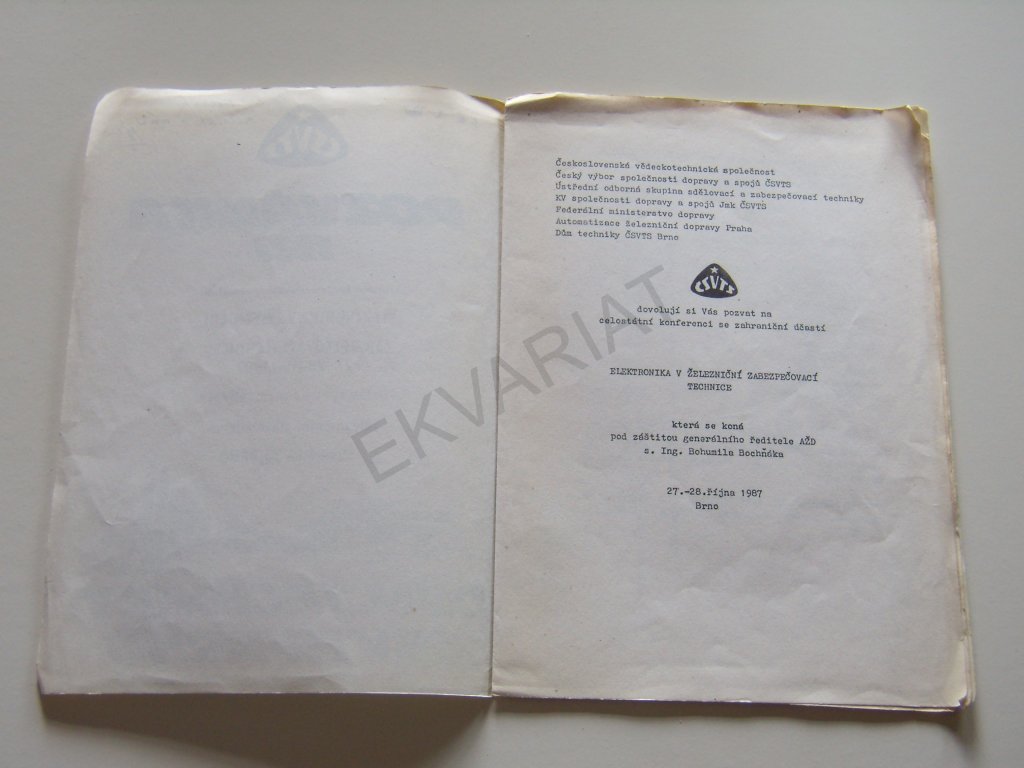 Československá vědeckotechnická společnost
Český výbor společnosti dopravy a spojů ČSVTS
Ústřední odborná skupina sdělovací a zabezpečovací techniky
KV společnosti dopravy a spojů Jmk ČSVTS
Federální ministerstvo dopravy
Automatizace železniční dopravy Praha
Dům techniky ČSVTS Brno
ČSVTS
dovolují si Vás pozvat na
celostátní konferenci se zahraniční účastí
ELEKTRONIKA V ŽELEZNIČNÍ ZABEZPEČOVACÍ
TECHNICE
která se koná
pod záštitou generálního ředitele AŽD
s. Ing. Bohumila Bochňáka
27.-28.října 1987
Brno
EKVARIAT